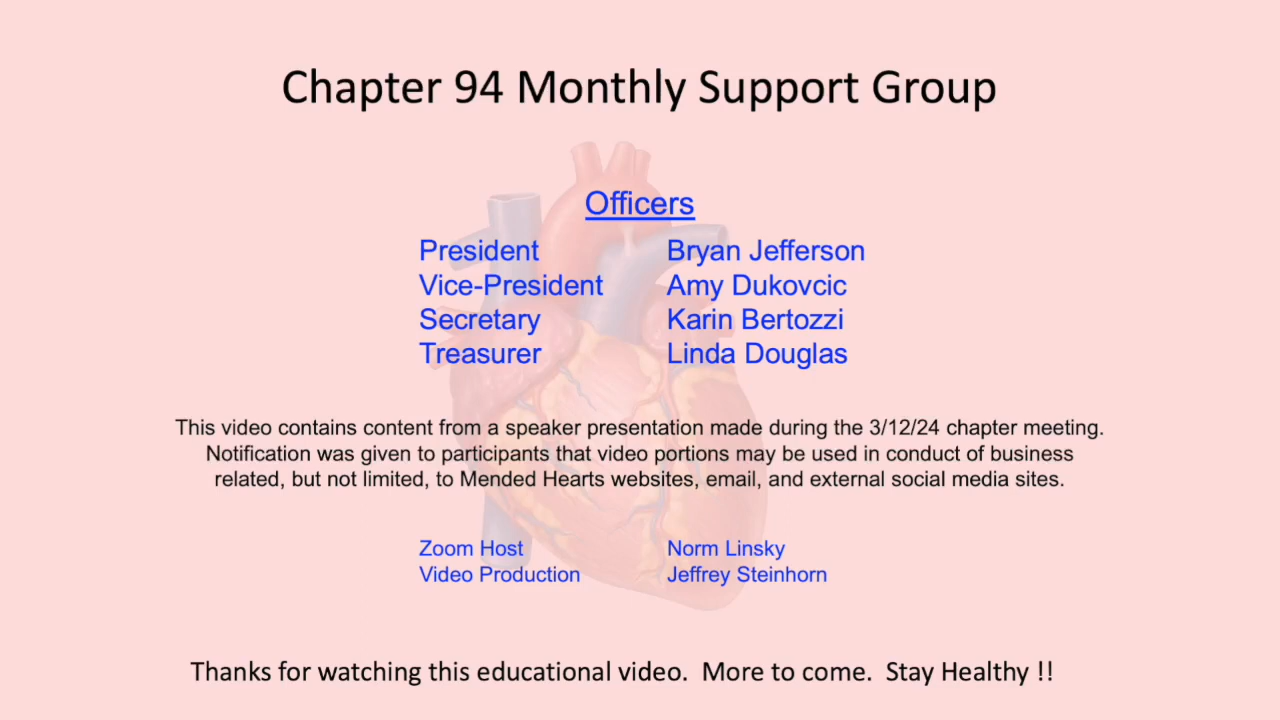 Chapter 94 Monthly Support Group
Officers
President Bryan Jefferson
Vice-President Amy Dukovcic
Secretary Karin Bertozzi
Treasurer Linda Douglas
This video contains content from a speaker presentation made during the 3/12/24 chapter meeting.
Notification was given to participants that video portions may be used in conduct of business
related, but not limited, to Mended Hearts websites, email, and external social media sites.
Zoom Host Norm Linsky
Video Production Jeffrey Steinhorn
Thanks for watching this educational video.  More to come.  Stay Healthy !!